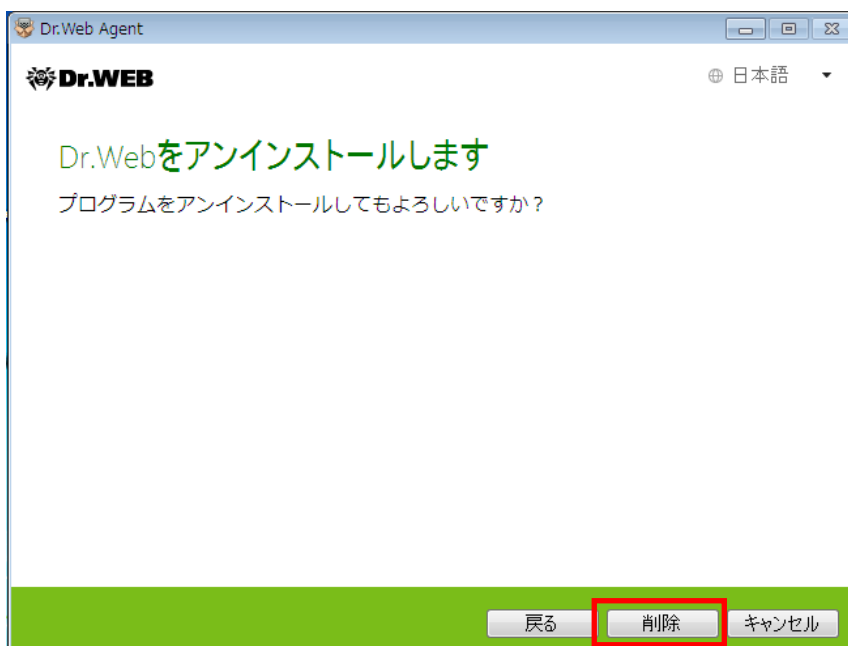 Dr.Web Agent
Dr.WEB
日本語
Dr.Webをアンインストールします
プログラムをアンインストールしてもよろしいですか？
戻る
削除
キャンセル